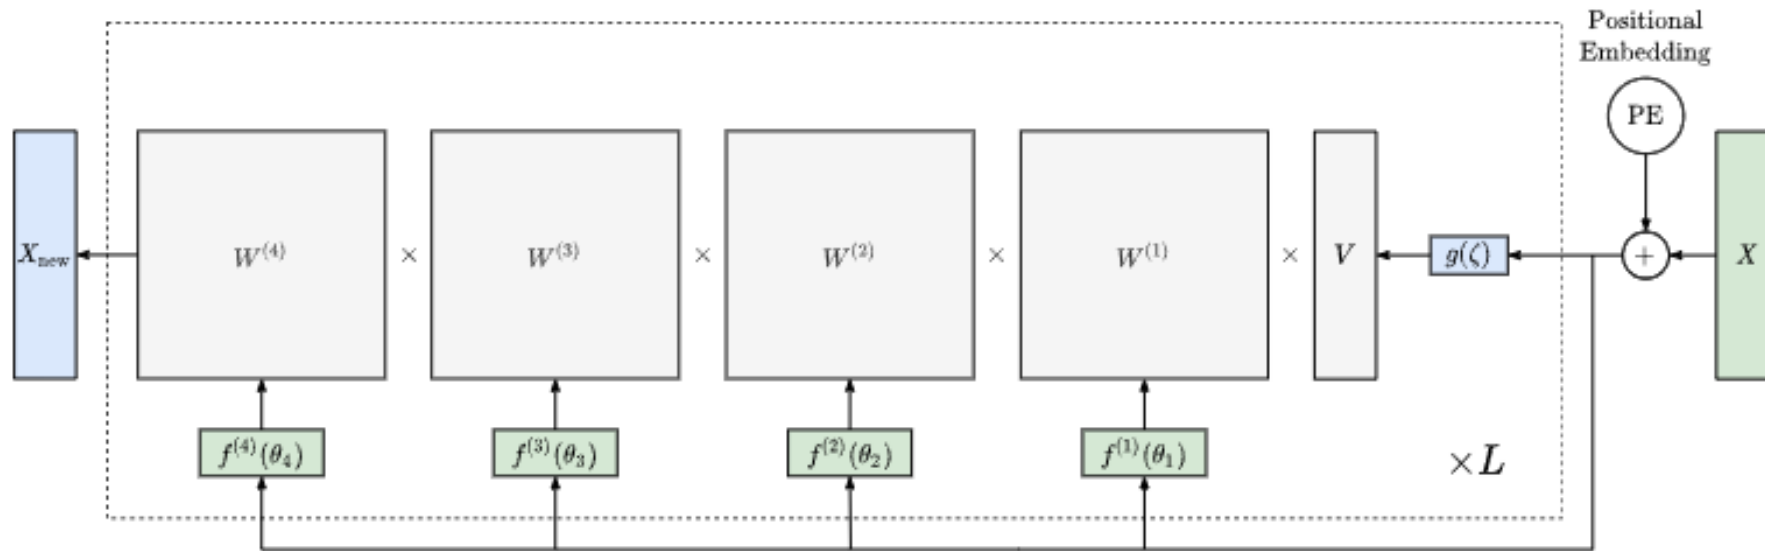 Positional
Embedding
PE
X_new
W^(4)
×
W^(3)
×
W^(2)
×
W^(1)
×
V
g(ζ)
+
X
f^(4)(θ_4)
f^(3)(θ_3)
f^(2)(θ_2)
f^(1)(θ_1)
×L